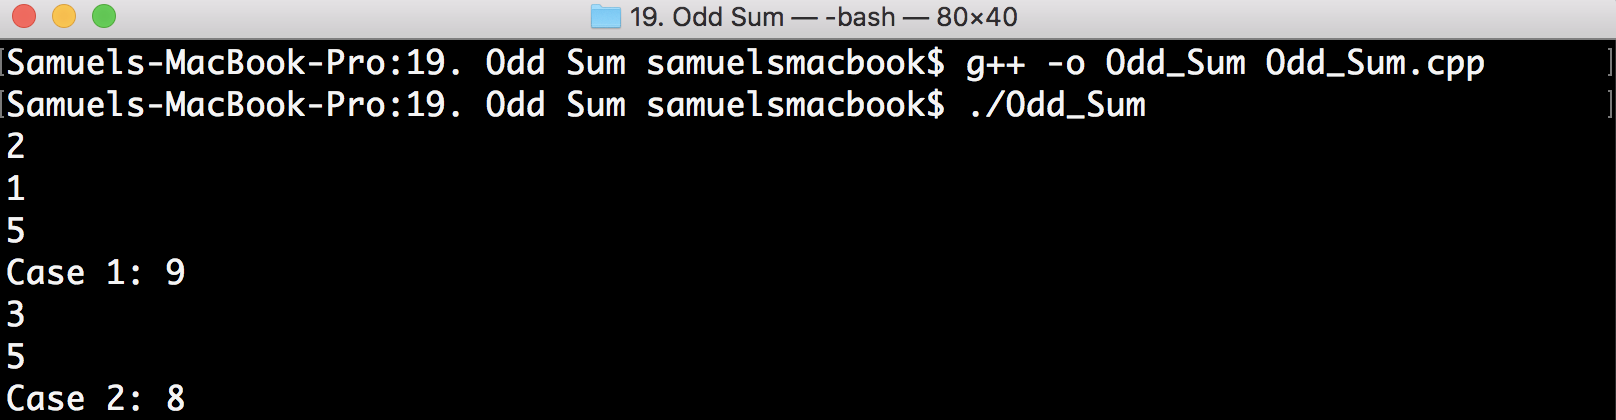 19. Odd Sum — -bash — 80×40
[Samuels-MacBook-Pro:19. Odd Sum samuelsmacbook$ g++ -o Odd_Sum Odd_Sum.cpp ]
[Samuels-MacBook-Pro:19. Odd Sum samuelsmacbook$ ./Odd_Sum ]
2
1
5
Case 1: 9
3
5
Case 2: 8